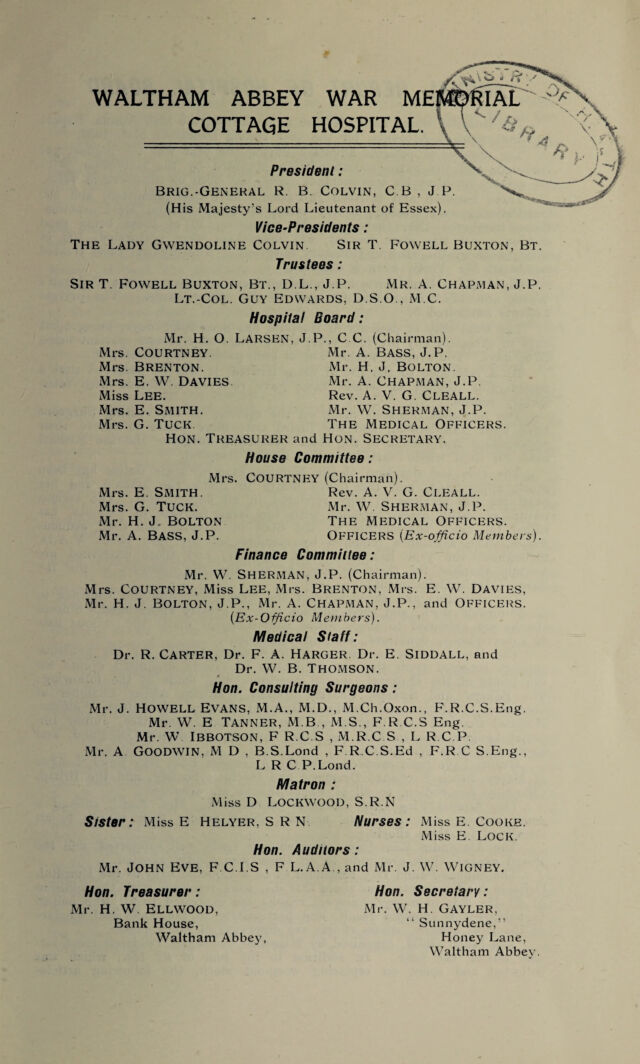 WALTHAM ABBEY WAR MEMORIAL
COTTAGE HOSPITAL.
MINISTRY OF HEALTH
LIBRARY
President :
BRIG.-GENERAL R. B. COLVIN, C.B , J P.
(His Majesty's Lord Lieutenant of Essex).
Vice-Presidents :
THE LADY GWENDOLINE COLVIN. SIR T. FOWELL BUXTON, BT.
Trustees :
SIR T. FOWELL BUXTON, BT., D.L., J.P. MR. A. CHAPMAN, J.P.
LT.-COL. GUY EDWARDS, D.S.O., M.C.
Hospital Board :
Mr. H. O. LARSEN, J.P., C C. (Chairman).
Mrs. COURTNEY. Mr. A. BASS, J.P.
Mrs. BRENTON. Mr. H. J. BOLTON.
Mrs. E. W. DAVIES. Mr. A. CHAPMAN, J.P.
Miss LEE. Rev. A. V. G. CLEALL.
Mrs. E. SMITH. Mr. W. SHERMAN, J.P.
Mrs. G. TUCK. THE MEDICAL OFFICERS.
HON. TREASURER and HON. SECRETARY.
House Committee :
Mrs. COURTNEY (Chairman).
Mrs. E. SMITH. Rev. A. V. G. CLEALL.
Mrs. G. TUCK. Mr. W. SHERMAN, J.P.
Mr. H. J. BOLTON THE MEDICAL OFFICERS.
Mr. A. BASS, J.P. OFFICERS (Ex-officio Members).
Finance Committee :
Mr. W. SHERMAN, J.P. (Chairman).
Mrs. COURTNEY, Miss LEE, Mrs. BRENTON, Mrs. E. W. DAVIES,
Mr. H. J. BOLTON, J.P., Mr. A. CHAPMAN, J.P., and OFFICERS.
(Ex-Officio Members).
Medical Staff :
Dr. R. CARTER, Dr. F. A. HARGER. Dr. E. SIDDALL, and
Dr. W. B. THOMSON.
Hon. Consulting Surgeons :
Mr. J. HOWELL EVANS, M.A., M.D., M.Ch.Oxon., F.R.C.S.Eng.
Mr. W. E TANNER, M.B., M.S., F.R.C.S Eng.
Mr. W. IBBOTSON, F R.C.S , M.R.C S , L R.C.P.
Mr. A GOODWIN, M D , B.S.Lond , F.R.C.S.Ed , F.R.C S.Eng.,
L R C P.Lond.
Matron :
Miss D LOCKWOOD, S.R.N
Sister : Miss E HELYER, S R N. Nurses : Miss E. COOKE.
Miss E. LOCK.
Hon. Auditors :
Mr. JOHN EVE, F.C.I.S , F L.A.A., and Mr. J. W. WIGNEY.
Hon. Treasurer : Hon. Secretary :
Mr. H. W. ELLWOOD, Mr. W. H. GAYLER,
Bank House, "Sunnydene,"
Waltham Abbey, Honey Lane,
Waltham Abbey.